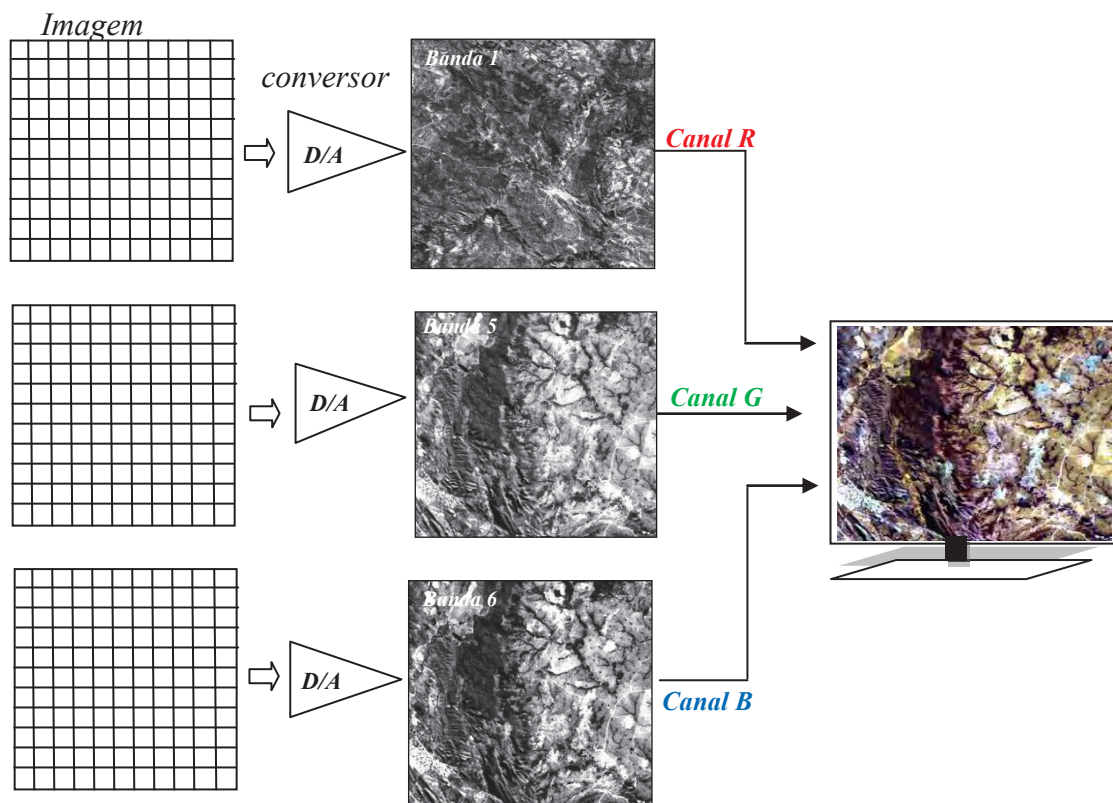 Imagem
conversor
D/A
Banda 1
Canal R
D/A
Banda 5
Canal G
D/A
Banda 6
Canal B